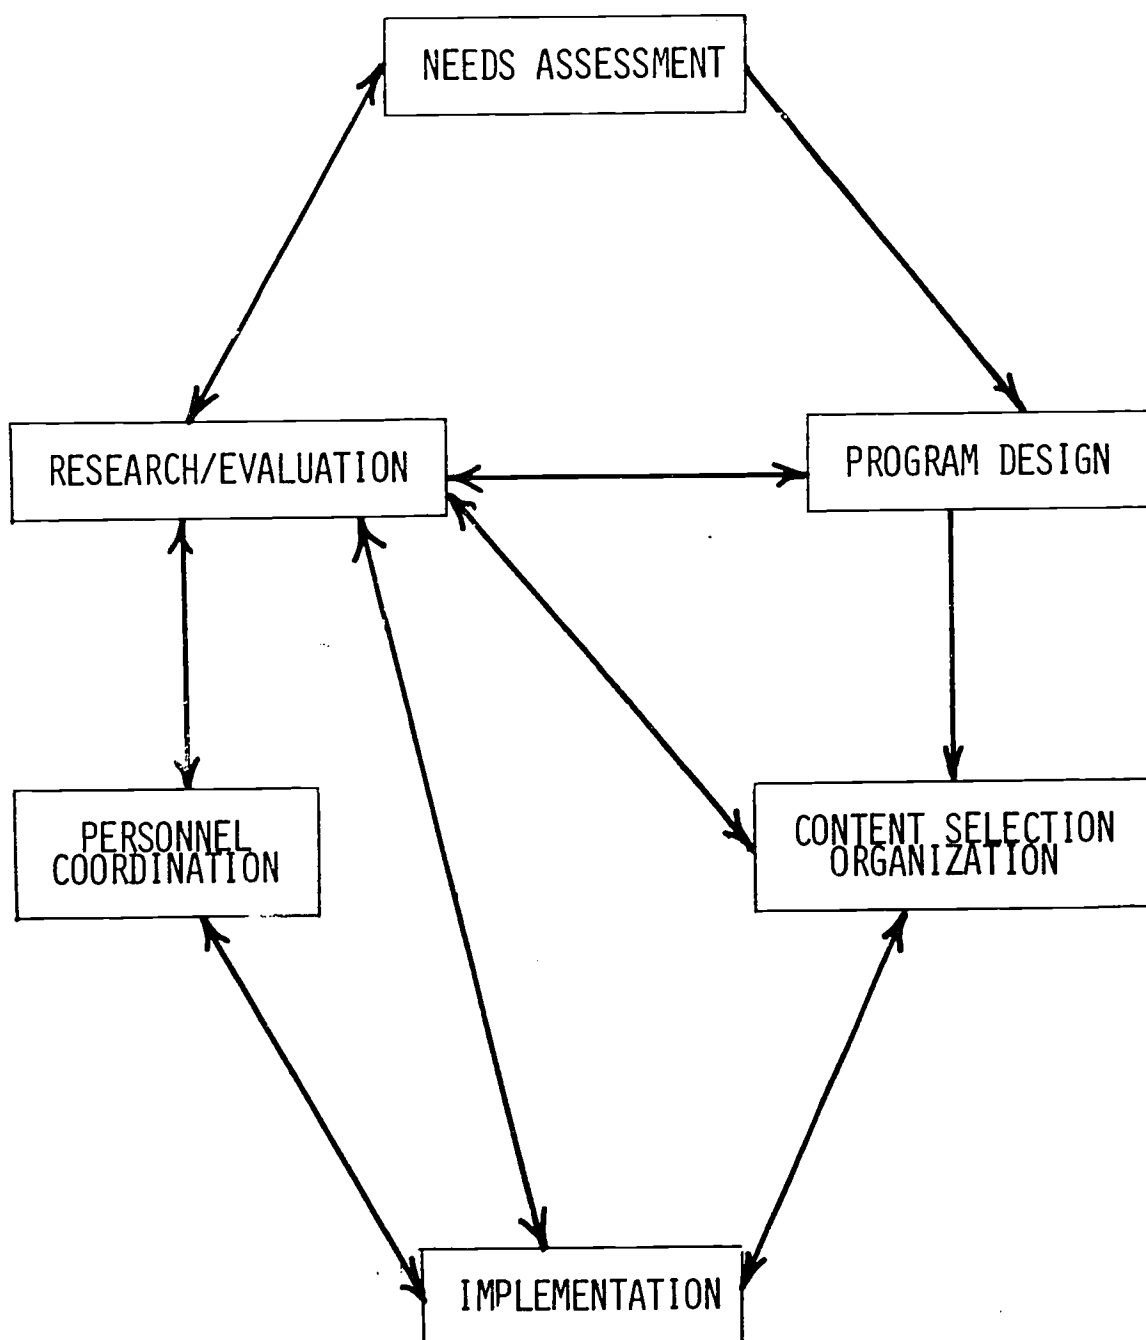 NEEDS ASSESSMENT
RESEARCH/EVALUATION
PROGRAM DESIGN
PERSONNEL
COORDINATION
CONTENT SELECTION
ORGANIZATION
IMPLEMENTATION